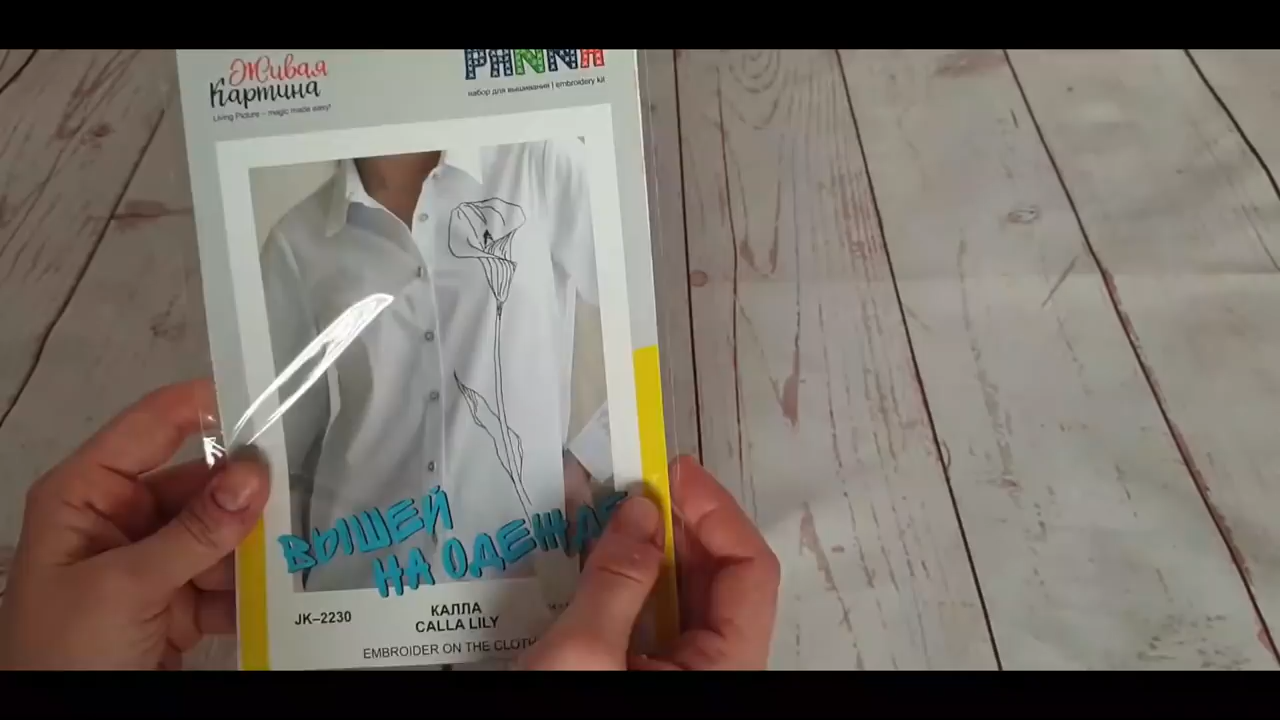 Живая
Картина
Living Picture – magic made easy!
PANNA
набор для вышивания | embroidery kit
ВЫШЕЙ
НА ОДЕЖДЕ
JK–2230
КАЛЛА
CALLA LILY
EMBROIDER ON THE